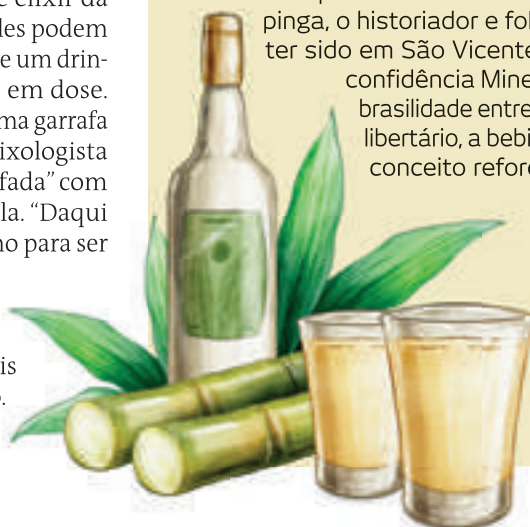 elixir da
les podem
e um drin-
em dose.
ma garrafa
ixologista
fada” com
la. “Daqui
no para ser
is
pinga, o historiador e fol
ter sido em São Vicente
confidência Mine
brasilidade entre
libertário, a bebi
conceito refor